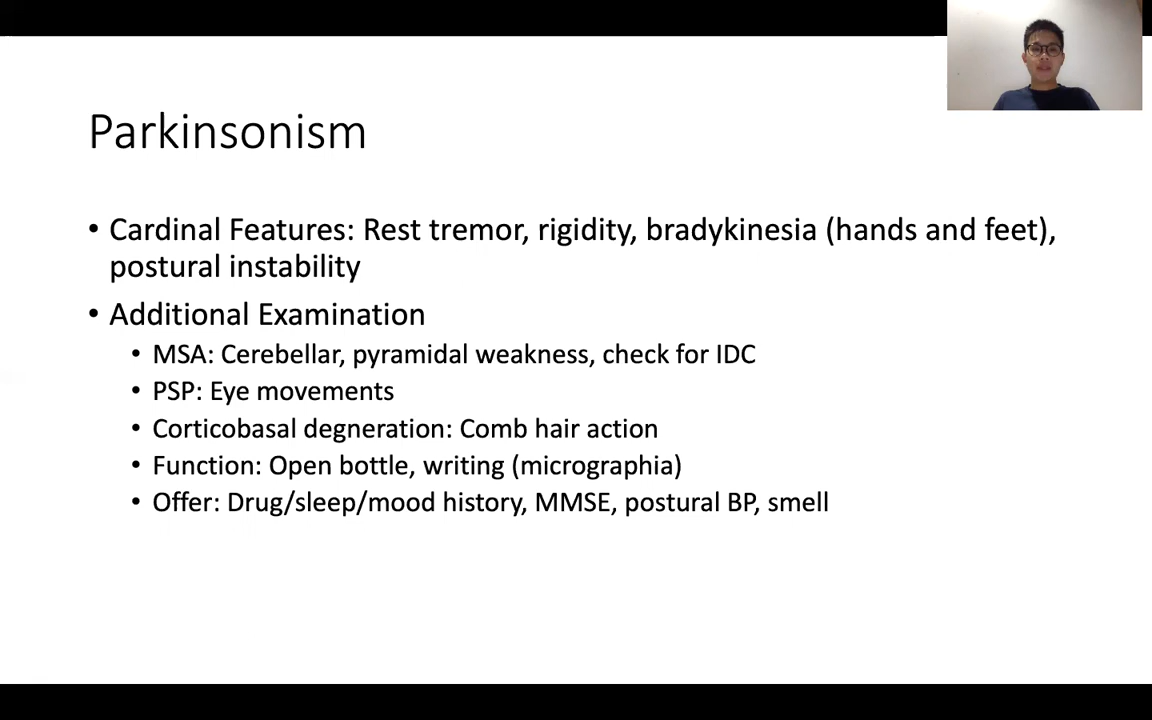 Parkinsonism
• Cardinal Features: Rest tremor, rigidity, bradykinesia (hands and feet),
postural instability
• Additional Examination
• MSA: Cerebellar, pyramidal weakness, check for IDC
• PSP: Eye movements
• Corticobasal degneration: Comb hair action
• Function: Open bottle, writing (micrographia)
• Offer: Drug/sleep/mood history, MMSE, postural BP, smell